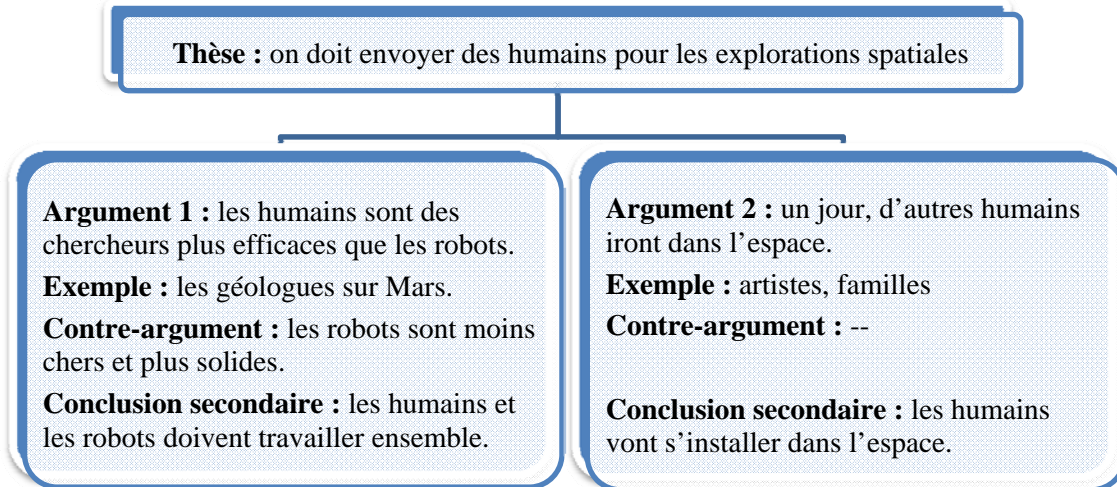 Thèse : on doit envoyer des humains pour les explorations spatiales
Argument 1 : les humains sont des
chercheurs plus efficaces que les robots.
Exemple : les géologues sur Mars.
Contre-argument : les robots sont moins
chers et plus solides.
Conclusion secondaire : les humains et
les robots doivent travailler ensemble.
Argument 2 : un jour, d’autres humains
iront dans l’espace.
Exemple : artistes, familles
Contre-argument : --
Conclusion secondaire : les humains
vont s’installer dans l’espace.